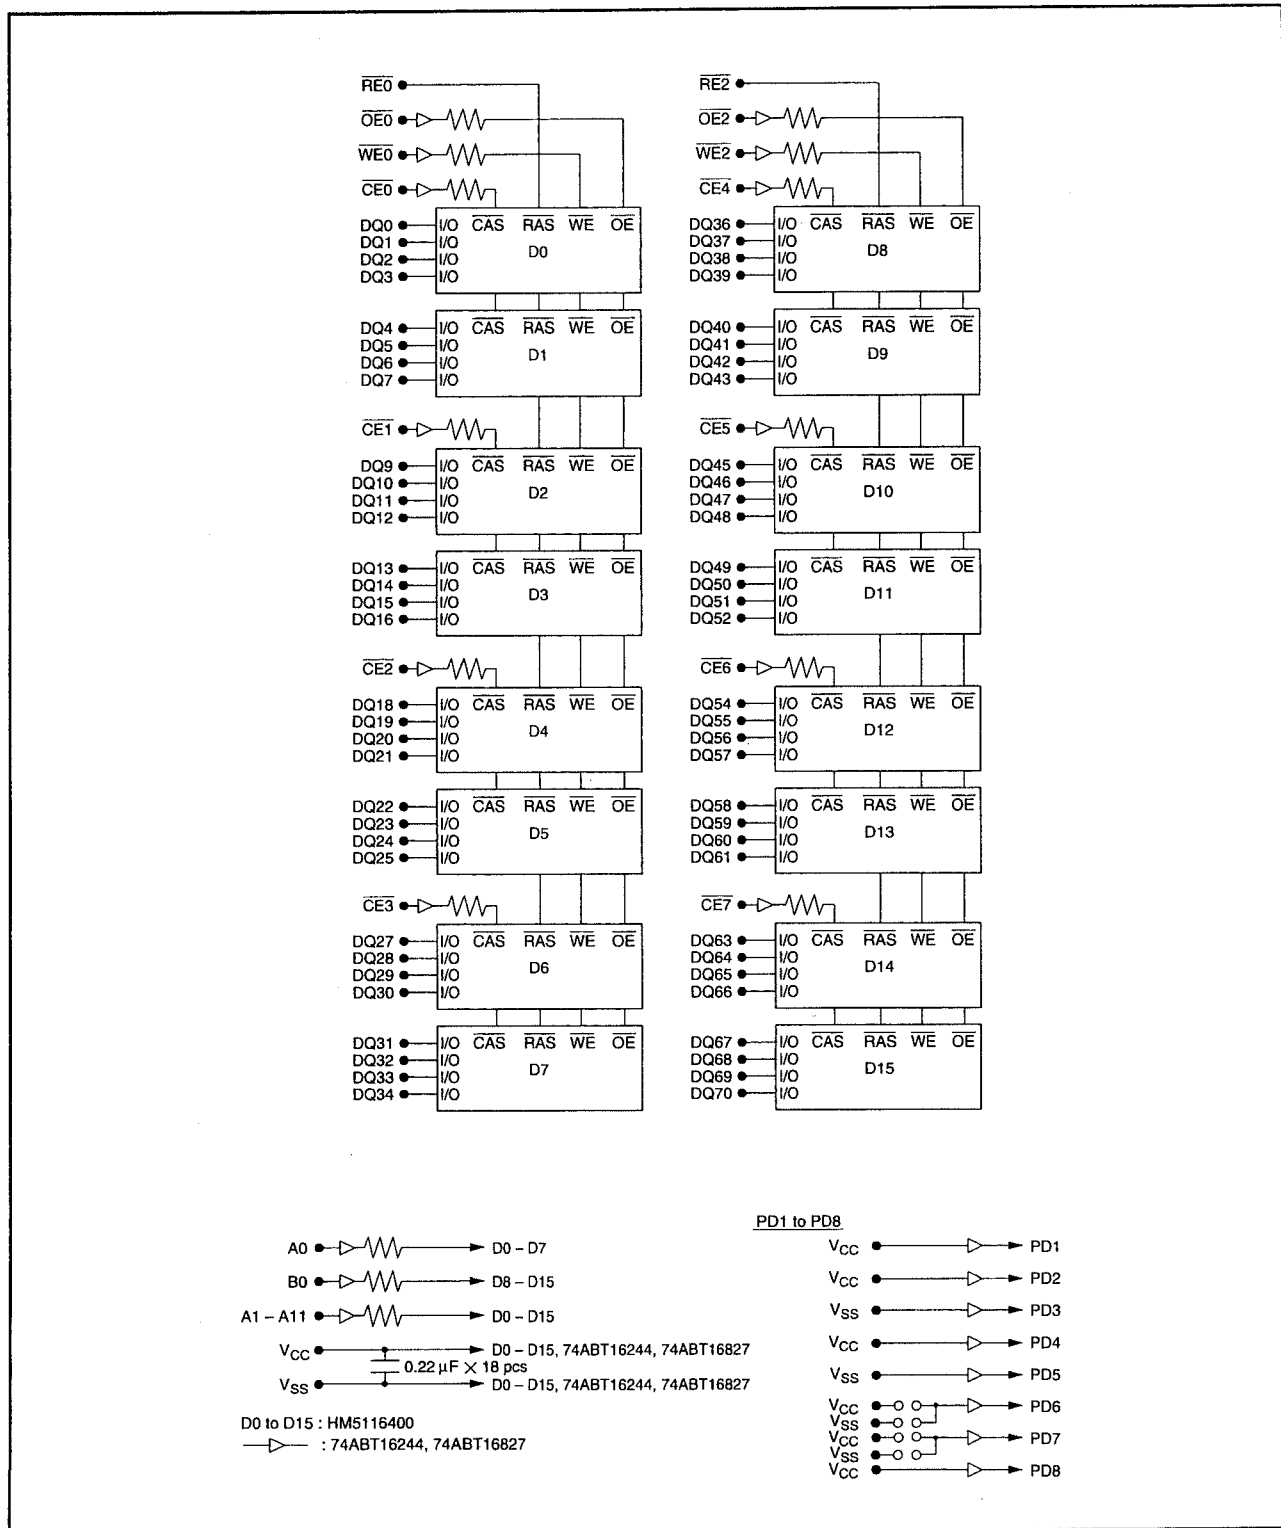 RE0
OE0
WE0
CE0
DQ0 I/O CAS RAS WE OE
DQ1 I/O
D0
DQ2 I/O
DQ3 I/O
DQ4 I/O CAS RAS WE OE
DQ5 I/O
D1
DQ6 I/O
DQ7 I/O
CE1
DQ9 I/O CAS RAS WE OE
DQ10 I/O
D2
DQ11 I/O
DQ12 I/O
DQ13 I/O CAS RAS WE OE
DQ14 I/O
D3
DQ15 I/O
DQ16 I/O
CE2
DQ18 I/O CAS RAS WE OE
DQ19 I/O
D4
DQ20 I/O
DQ21 I/O
DQ22 I/O CAS RAS WE OE
DQ23 I/O
D5
DQ24 I/O
DQ25 I/O
CE3
DQ27 I/O CAS RAS WE OE
DQ28 I/O
D6
DQ29 I/O
DQ30 I/O
DQ31 I/O CAS RAS WE OE
DQ32 I/O
D7
DQ33 I/O
DQ34 I/O
RE2
OE2
WE2
CE4
DQ36 I/O CAS RAS WE OE
DQ37 I/O
D8
DQ38 I/O
DQ39 I/O
DQ40 I/O CAS RAS WE OE
DQ41 I/O
D9
DQ42 I/O
DQ43 I/O
CE5
DQ45 I/O CAS RAS WE OE
DQ46 I/O
D10
DQ47 I/O
DQ48 I/O
DQ49 I/O CAS RAS WE OE
DQ50 I/O
D11
DQ51 I/O
DQ52 I/O
CE6
DQ54 I/O CAS RAS WE OE
DQ55 I/O
D12
DQ56 I/O
DQ57 I/O
DQ58 I/O CAS RAS WE OE
DQ59 I/O
D13
DQ60 I/O
DQ61 I/O
CE7
DQ63 I/O CAS RAS WE OE
DQ64 I/O
D14
DQ65 I/O
DQ66 I/O
DQ67 I/O CAS RAS WE OE
DQ68 I/O
D15
DQ69 I/O
DQ70 I/O
A0 D0 – D7
B0 D8 – D15
A1 – A11 D0 – D15
VCC D0 – D15, 74ABT16244, 74ABT16827
0.22 µF × 18 pcs
VSS D0 – D15, 74ABT16244, 74ABT16827
D0 to D15 : HM5116400
: 74ABT16244, 74ABT16827
PD1 to PD8
VCC PD1
VCC PD2
VSS PD3
VCC PD4
VSS PD5
VCC PD6
VSS
VCC PD7
VSS
VCC PD8